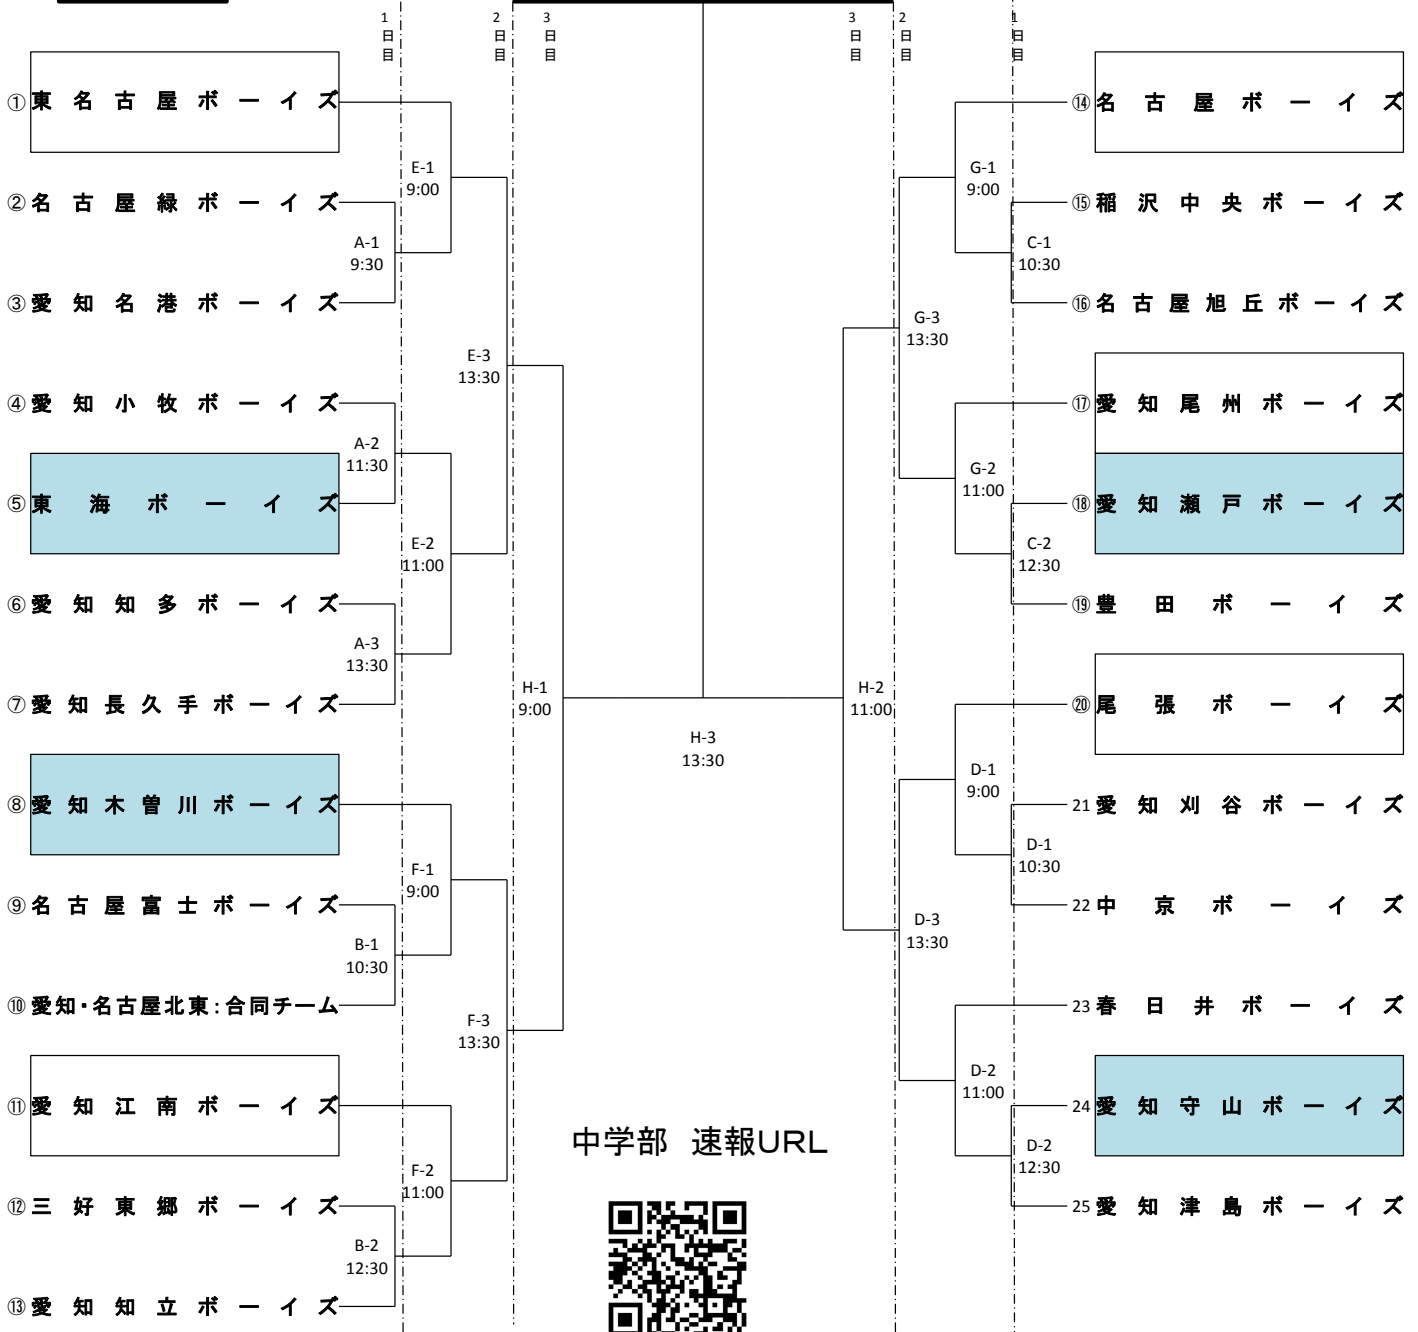 1日目
2日目
3日目
3日目
2日目
1日目
①東名古屋ボーイズ
②名古屋緑ボーイズ
③愛知名港ボーイズ
④愛知小牧ボーイズ
⑤東海ボーイズ
⑥愛知知多ボーイズ
⑦愛知長久手ボーイズ
⑧愛知木曽川ボーイズ
⑨名古屋富士ボーイズ
⑩愛知・名古屋北東:合同チーム
⑪愛知江南ボーイズ
⑫三好東郷ボーイズ
⑬愛知知立ボーイズ
A-1
9:30
A-2
11:30
A-3
13:30
B-1
10:30
B-2
12:30
E-1
9:00
E-2
11:00
F-1
9:00
F-2
11:00
E-3
13:30
F-3
13:30
H-1
9:00
H-3
13:30
H-2
11:00
G-3
13:30
D-3
13:30
G-1
9:00
G-2
11:00
D-1
9:00
D-2
11:00
C-1
10:30
C-2
12:30
D-1
10:30
D-2
12:30
⑭名古屋ボーイズ
⑮稲沢中央ボーイズ
⑯名古屋旭丘ボーイズ
⑰愛知尾州ボーイズ
⑱愛知瀬戸ボーイズ
⑲豊田ボーイズ
⑳尾張ボーイズ
21愛知刈谷ボーイズ
22中京ボーイズ
23春日井ボーイズ
24愛知守山ボーイズ
25愛知津島ボーイズ
中学部 速報URL